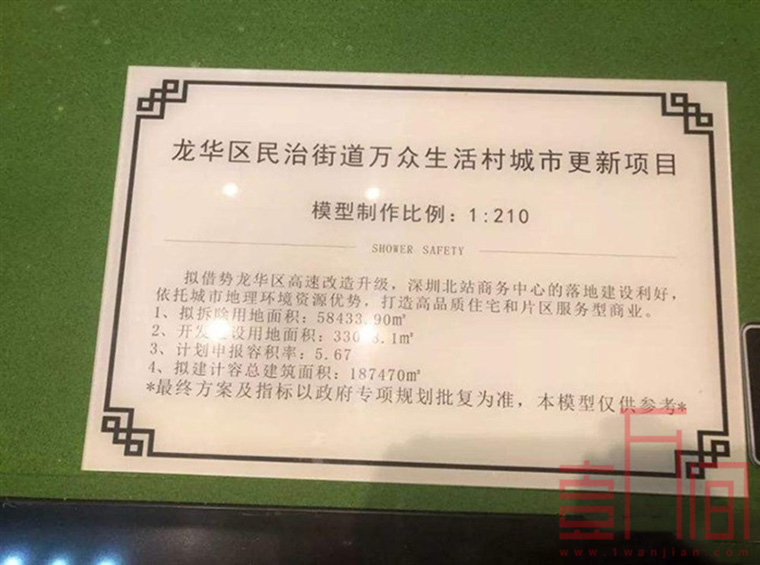 龙华区民治街道万众生活村城市更新项目
模型制作比例：1:210
SHOWER SAFETY
拟借势龙华区高速改造升级，深圳北站商务中心的落地建设利好，
依托城市地理环境资源优势，打造高品质住宅和片区服务型商业。
1、拟拆除用地面积：58433.90㎡
2、开发 设用地面积：330 .1㎡
3、计划申报容积率：5.67
4、拟建计容总建筑面积：187470㎡
*最终方案及指标以政府专项规划批复为准，本模型仅供参考*
壹万间
www.1wanjian.com